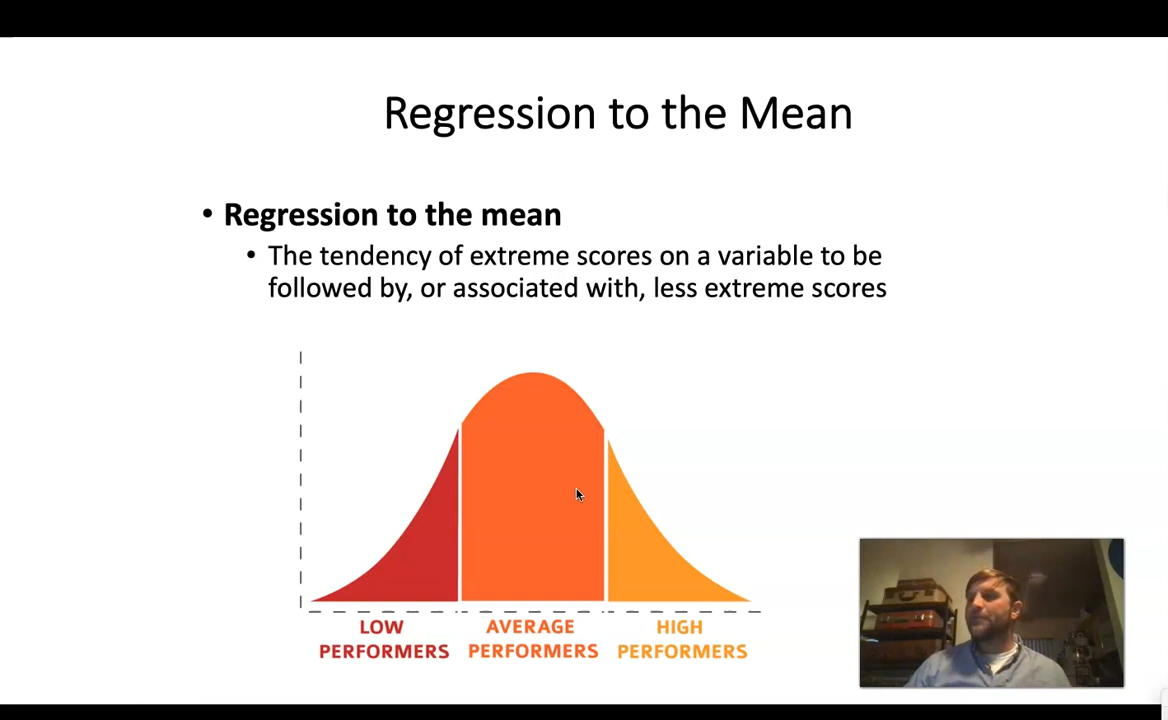 Regression to the Mean
• Regression to the mean
• The tendency of extreme scores on a variable to be
followed by, or associated with, less extreme scores
LOW
PERFORMERS
AVERAGE
PERFORMERS
HIGH
PERFORMERS